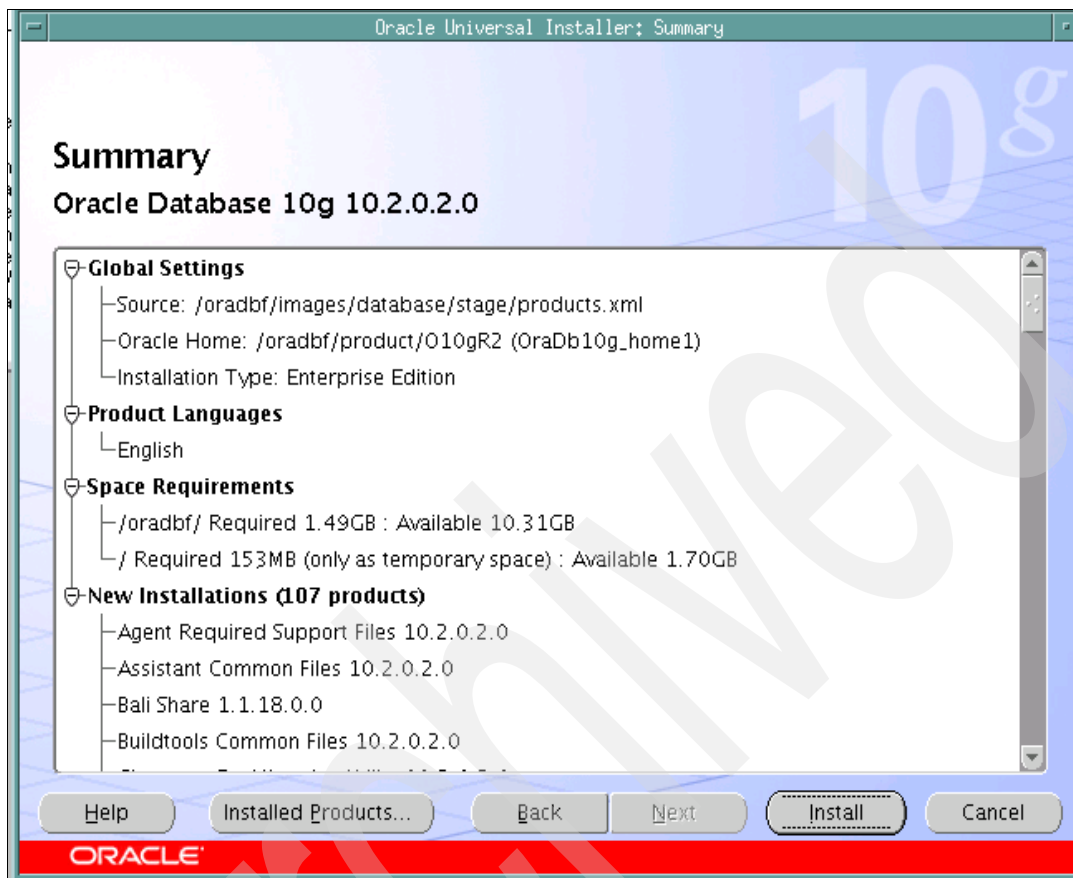 Oracle Universal Installer: Summary
10g
Summary
Oracle Database 10g 10.2.0.2.0
Global Settings
Source: /oradbf/images/database/stage/products.xml
Oracle Home: /oradbf/product/O10gR2 (OraDb10g_home1)
Installation Type: Enterprise Edition
Product Languages
English
Space Requirements
/oradbf/ Required 1.49GB : Available 10.31GB
/ Required 153MB (only as temporary space) : Available 1.70GB
New Installations (107 products)
Agent Required Support Files 10.2.0.2.0
Assistant Common Files 10.2.0.2.0
Bali Share 1.1.18.0.0
Buildtools Common Files 10.2.0.2.0
Help Installed Products... Back Next Install Cancel
ORACLE